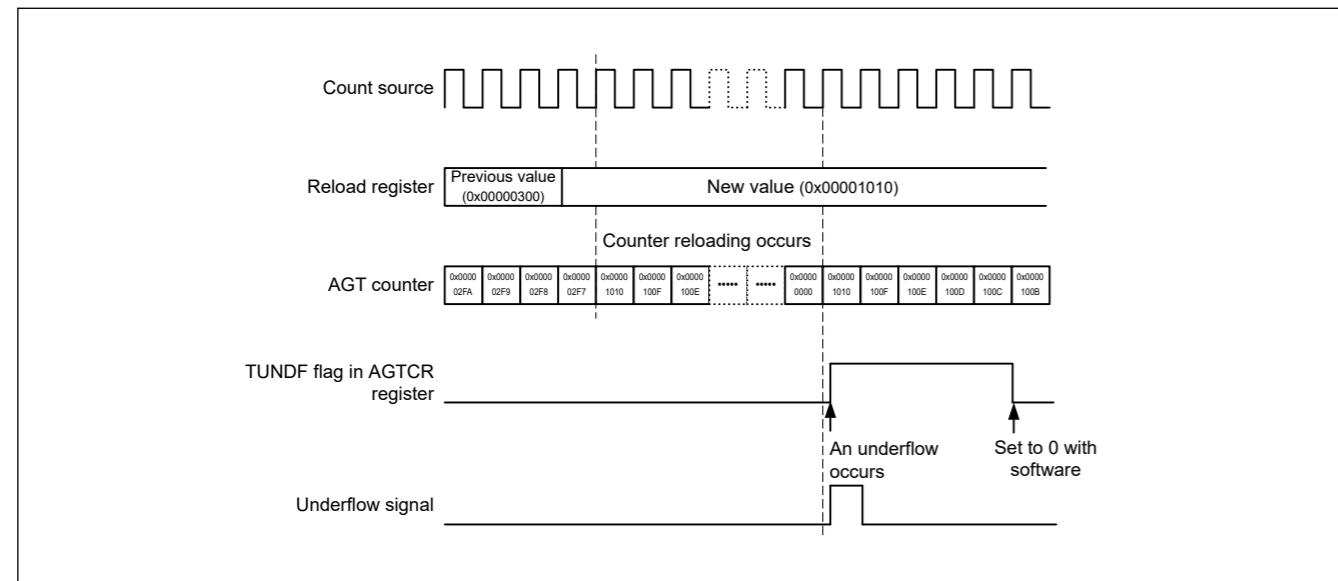 Count source
Reload register
Previous value
(0x00000300)
New value (0x00001010)
Counter reloading occurs
AGT counter
0x0000 0x0000 0x0000 0x0000 0x0000 0x0000 0x0000 ••••• ••••• 0x0000 0x0000 0x0000 0x0000 0x0000 0x0000 0x0000
02FA 02F9 02F8 02F7 1010 100F 100E 0000 1010 100F 100E 100D 100C 100B
TUNDF flag in AGTCR
register
An underflow
occurs
Set to 0 with
software
Underflow signal